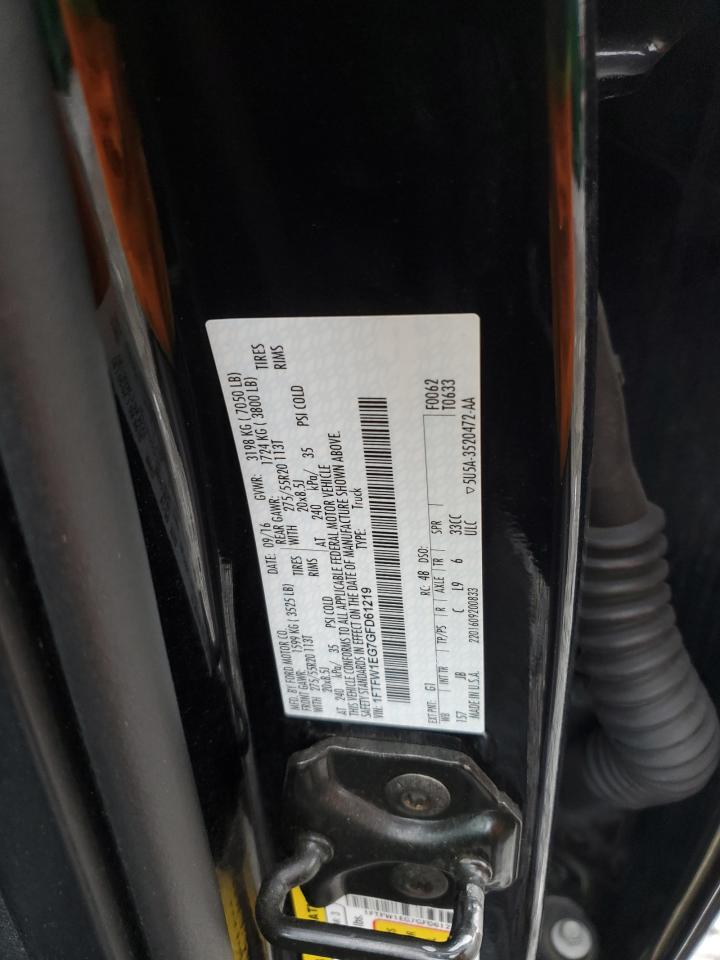 MFD. BY FORD MOTOR CO.
DATE: 09/16 GVWR: 3198 KG ( 7050 LB)
FRONT GAWR: 1599 KG ( 3525 LB)
REAR GAWR: 1724 KG ( 3800 LB)
WITH 275/55R20 113T TIRES
WITH 275/55R20 113T TIRES
20x8.5J RIMS
20x8.5J RIMS
AT 240 kPa/ 35 PSI COLD
AT 240 kPa/ 35 PSI COLD
THIS VEHICLE CONFORMS TO ALL APPLICABLE FEDERAL MOTOR VEHICLE
SAFETY STANDARDS IN EFFECT ON THE DATE OF MANUFACTURE SHOWN ABOVE.
VIN: 1FTFW1EG7GFD61219
TYPE: Truck
F0062
T0633
EXT PNT: G1 RC: 48 DSO:
WB INT TR TP/PS R AXLE TR SPR
157 JB C L9 6 33CC
ULC
MADE IN U.S.A. 2201609200833
▽5U5A-3520472-AA
lbs.
1FTFW1EG7GFD612